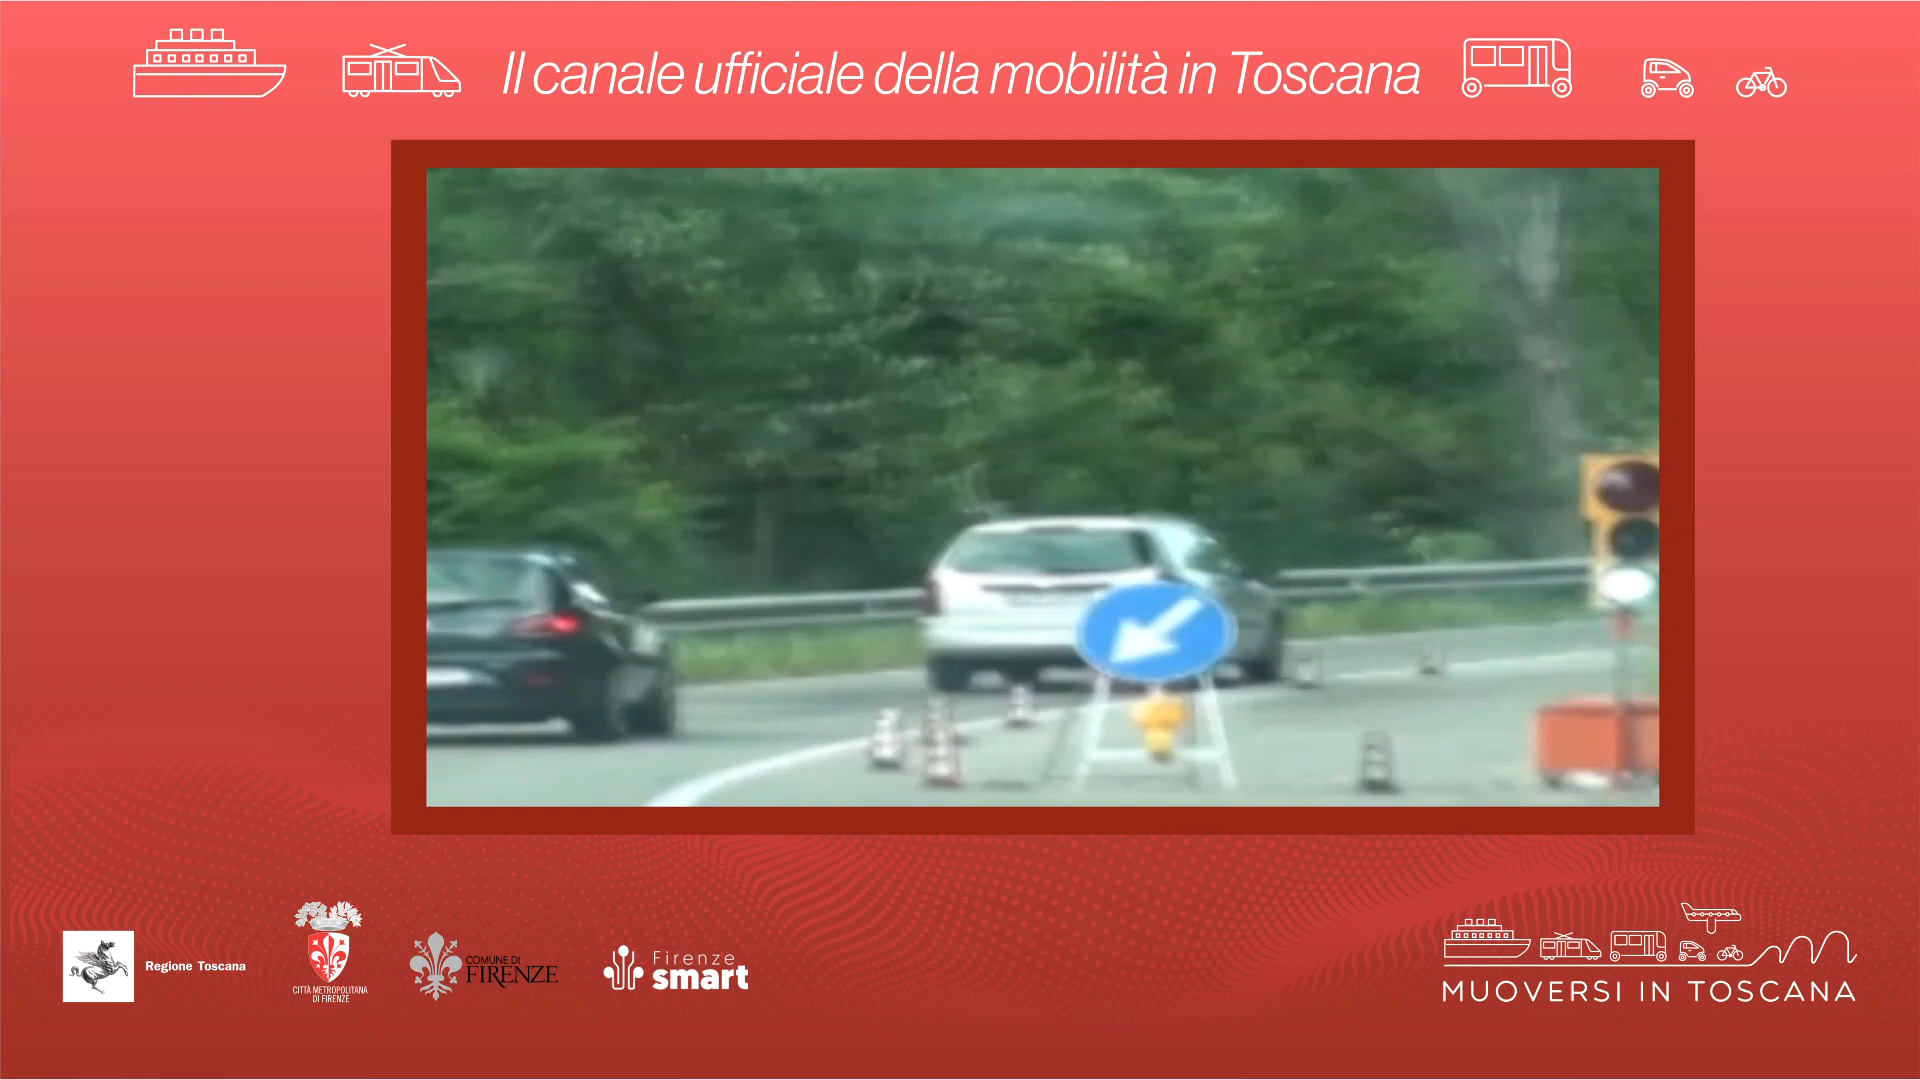 Il canale ufficiale della mobilità in Toscana
Regione Toscana
CITTÀ METROPOLITANA
DI FIRENZE
COMUNE DI
FIRENZE
Firenze
smart
MUOVERSI IN TOSCANA